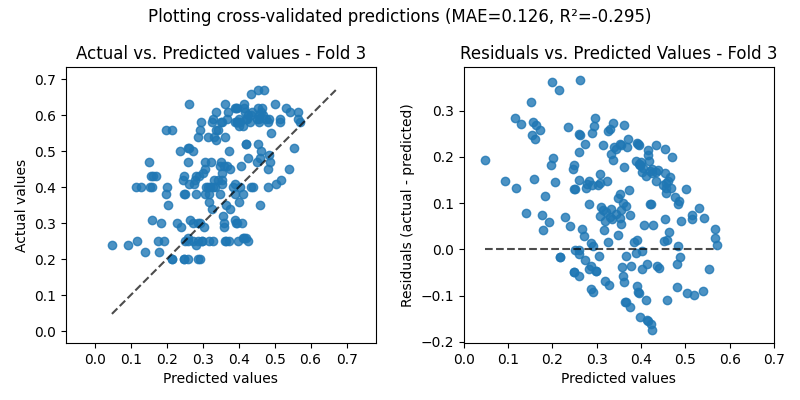 Plotting cross-validated predictions (MAE=0.126, R²=-0.295)
Actual vs. Predicted values - Fold 3
Residuals vs. Predicted Values - Fold 3
Actual values
0.7
0.6
0.5
0.4
0.3
0.2
0.1
0.0
0.0 0.1 0.2 0.3 0.4 0.5 0.6 0.7
Predicted values
Residuals (actual - predicted)
0.3
0.2
0.1
0.0
−0.1
−0.2
0.0 0.1 0.2 0.3 0.4 0.5 0.6 0.7
Predicted values